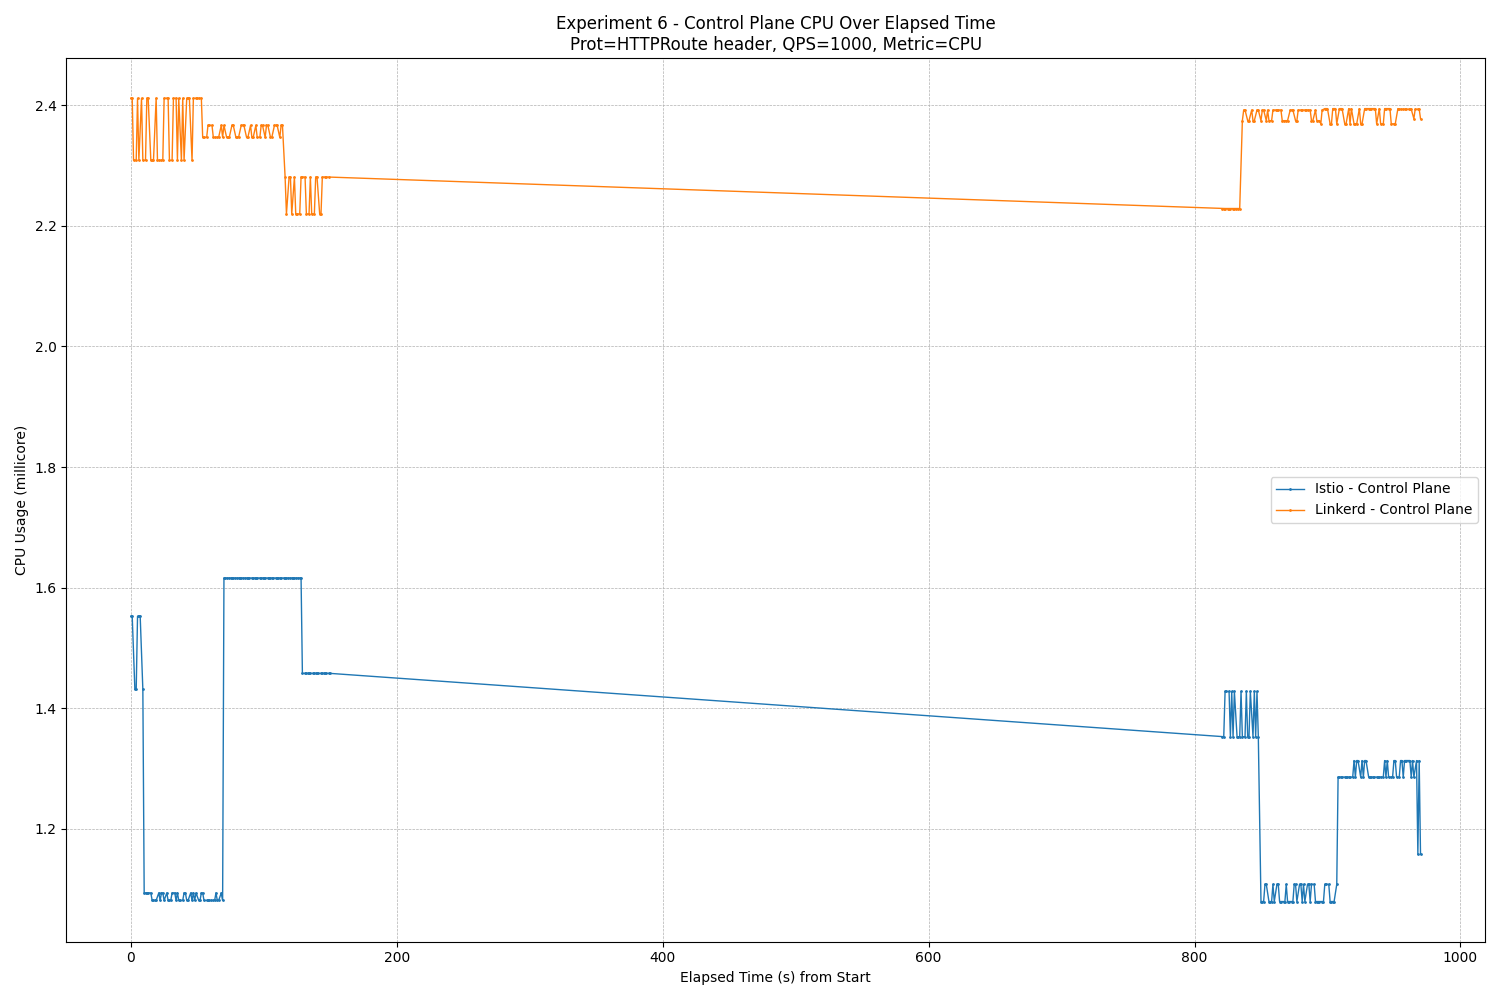 Experiment 6 - Control Plane CPU Over Elapsed Time
Prot=HTTPRoute header, QPS=1000, Metric=CPU
CPU Usage (millicore)
2.4
2.2
2.0
1.8
1.6
1.4
1.2
Istio - Control Plane
Linkerd - Control Plane
0
200
400
600
800
1000
Elapsed Time (s) from Start